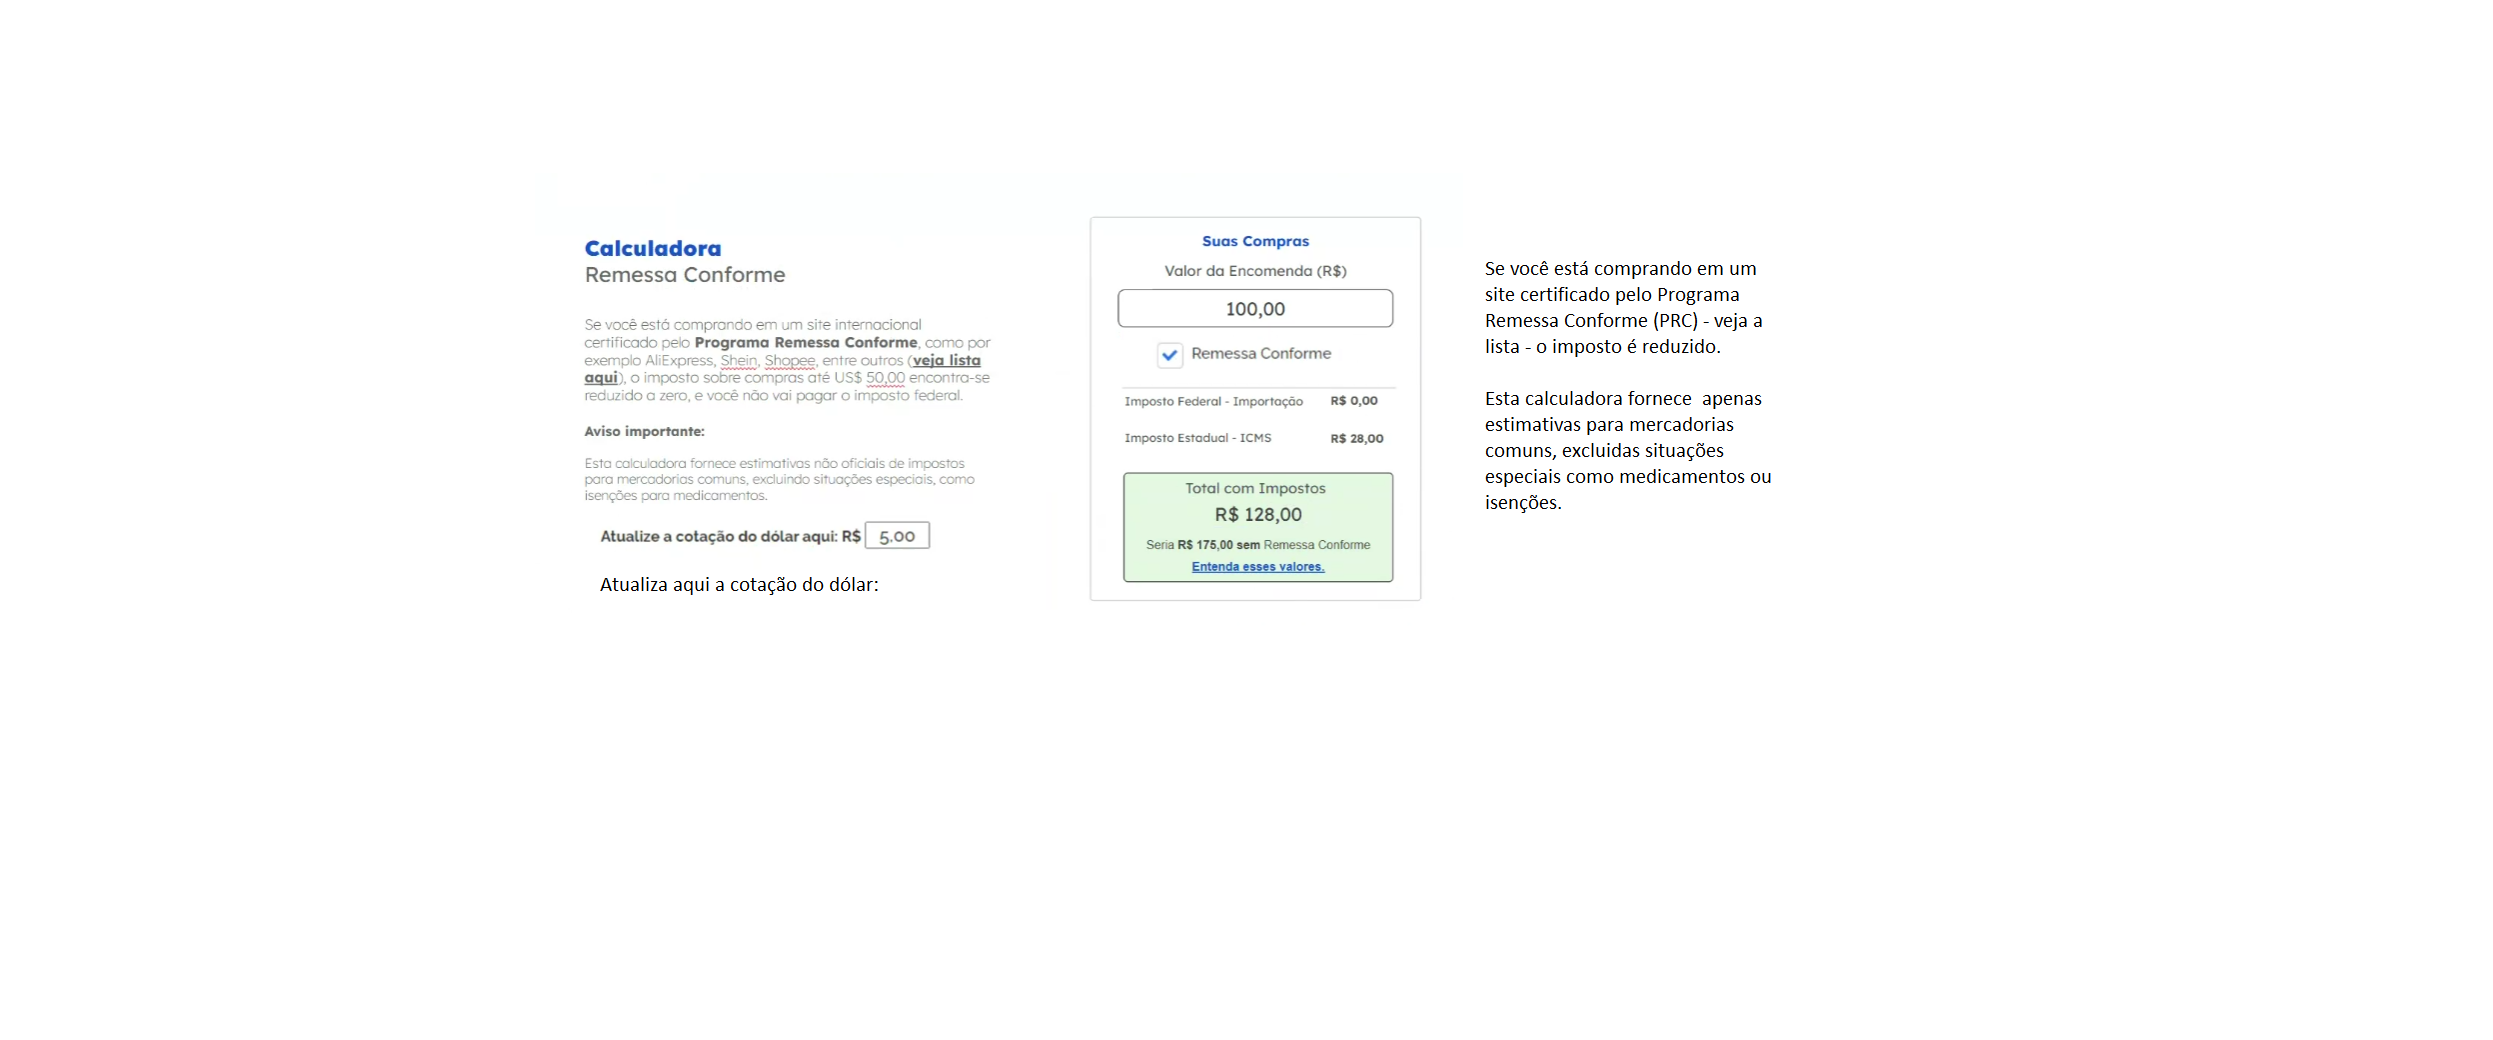 Calculadora
Remessa Conforme
Se você está comprando em um site internacional
certificado pelo Programa Remessa Conforme, como por
exemplo AliExpress, Shein, Shopee, entre outros (veja lista
aqui), o imposto sobre compras até US$ 50,00 encontra-se
reduzido a zero, e você não vai pagar o imposto federal.
Aviso importante:
Esta calculadora fornece estimativas não oficiais de impostos
para mercadorias comuns, excluindo situações especiais, como
isenções para medicamentos.
Atualize a cotação do dólar aqui: R$ 5.00
Atualiza aqui a cotação do dólar:
Suas Compras
Valor da Encomenda (R$)
100,00
Remessa Conforme
Imposto Federal - Importação R$ 0,00
Imposto Estadual - ICMS R$ 28,00
Total com Impostos
R$ 128,00
Seria R$ 175,00 sem Remessa Conforme
Entenda esses valores.
Se você está comprando em um
site certificado pelo Programa
Remessa Conforme (PRC) - veja a
lista - o imposto é reduzido.
Esta calculadora fornece  apenas
estimativas para mercadorias
comuns, excluidas situações
especiais como medicamentos ou
isenções.